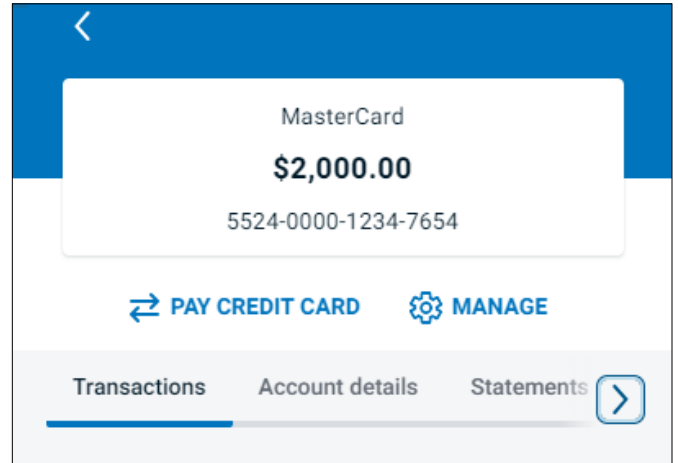 MasterCard
$2,000.00
5524-0000-1234-7654
PAY CREDIT CARD MANAGE
Transactions Account details Statements